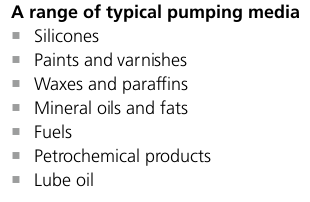 A range of typical pumping media
■ Silicones
■ Paints and varnishes
■ Waxes and paraffins
■ Mineral oils and fats
■ Fuels
■ Petrochemical products
■ Lube oil